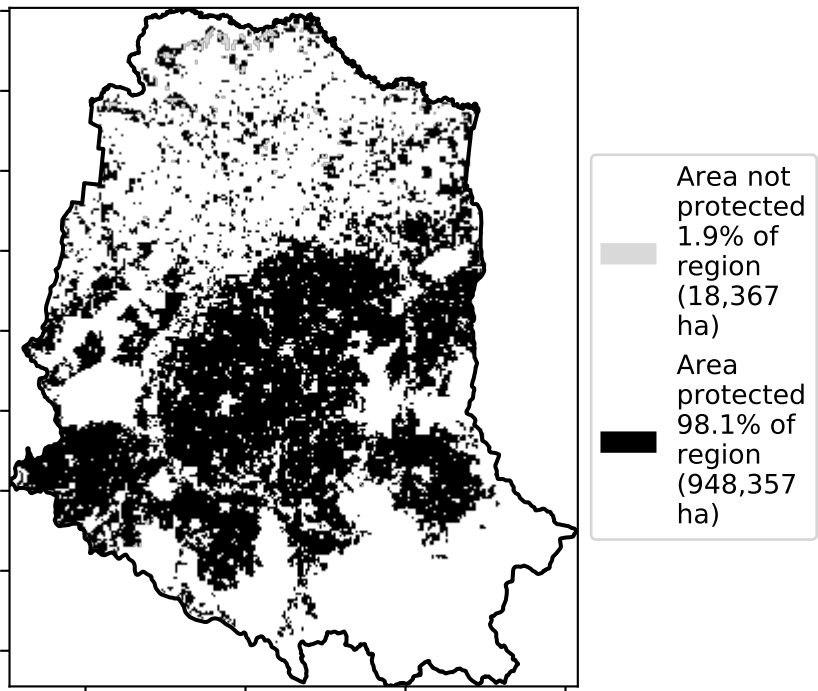 Area not
protected
1.9% of
region
(18,367
ha)
Area
protected
98.1% of
region
(948,357
ha)